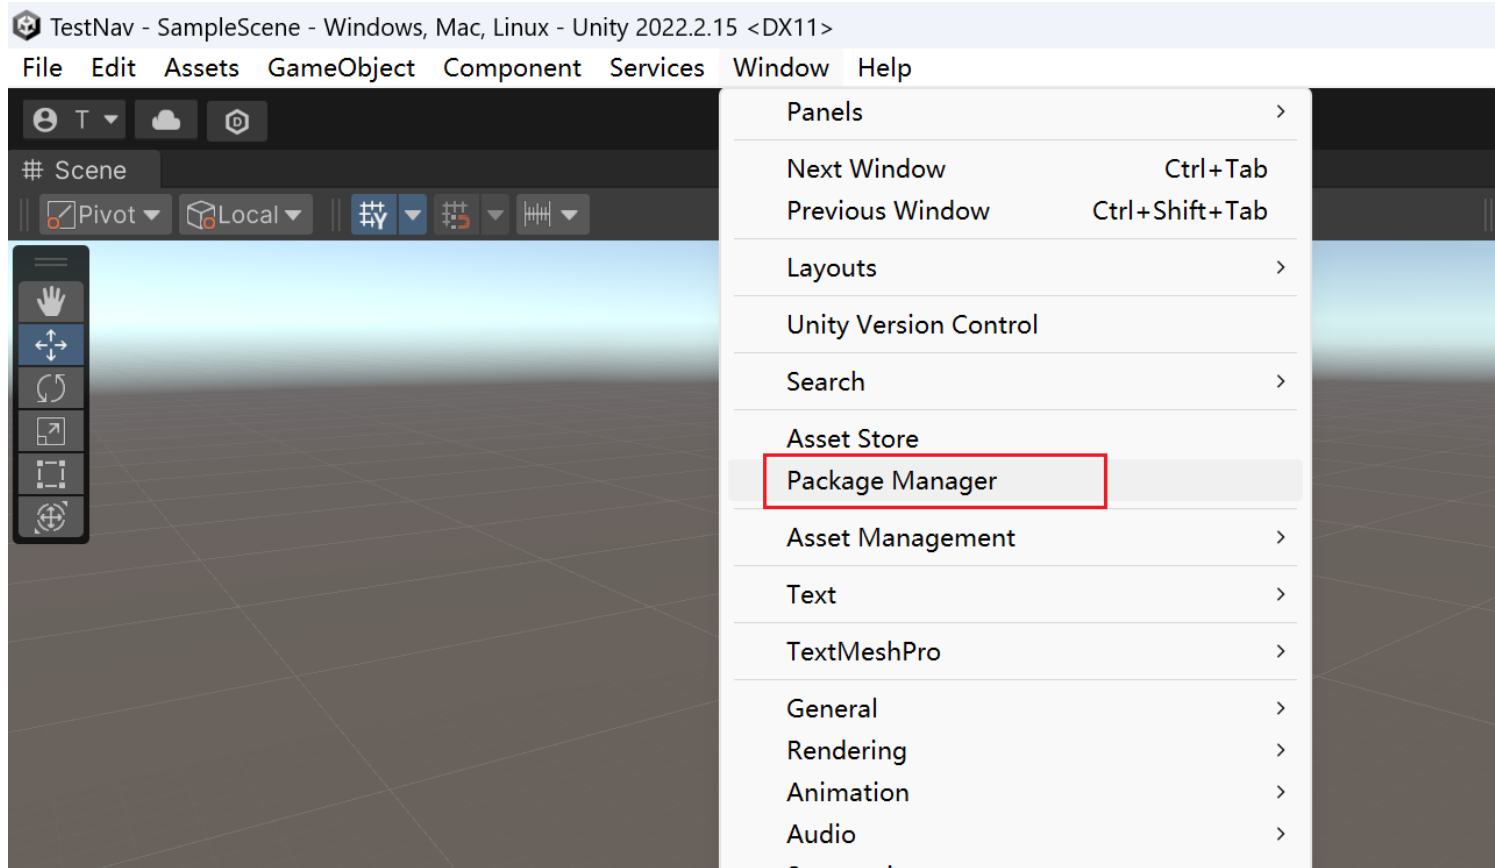 TestNav - SampleScene - Windows, Mac, Linux - Unity 2022.2.15 <DX11>
File Edit Assets GameObject Component Services Window Help
T
Scene
Pivot Local
Panels
Next Window Ctrl+Tab
Previous Window Ctrl+Shift+Tab
Layouts
Unity Version Control
Search
Asset Store
Package Manager
Asset Management
Text
TextMeshPro
General
Rendering
Animation
Audio